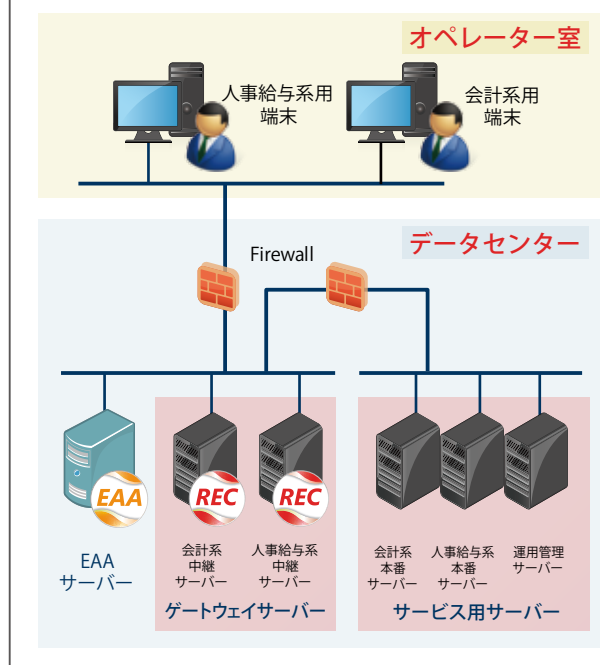 オペレーター室
人事給与系用
端末
会計系用
端末
データセンター
Firewall
EAA
REC
REC
EAA
サーバー
会計系
中継
サーバー
人事給与系
中継
サーバー
ゲートウェイサーバー
会計系
本番
サーバー
人事給与系
本番
サーバー
運用管理
サーバー
サービス用サーバー